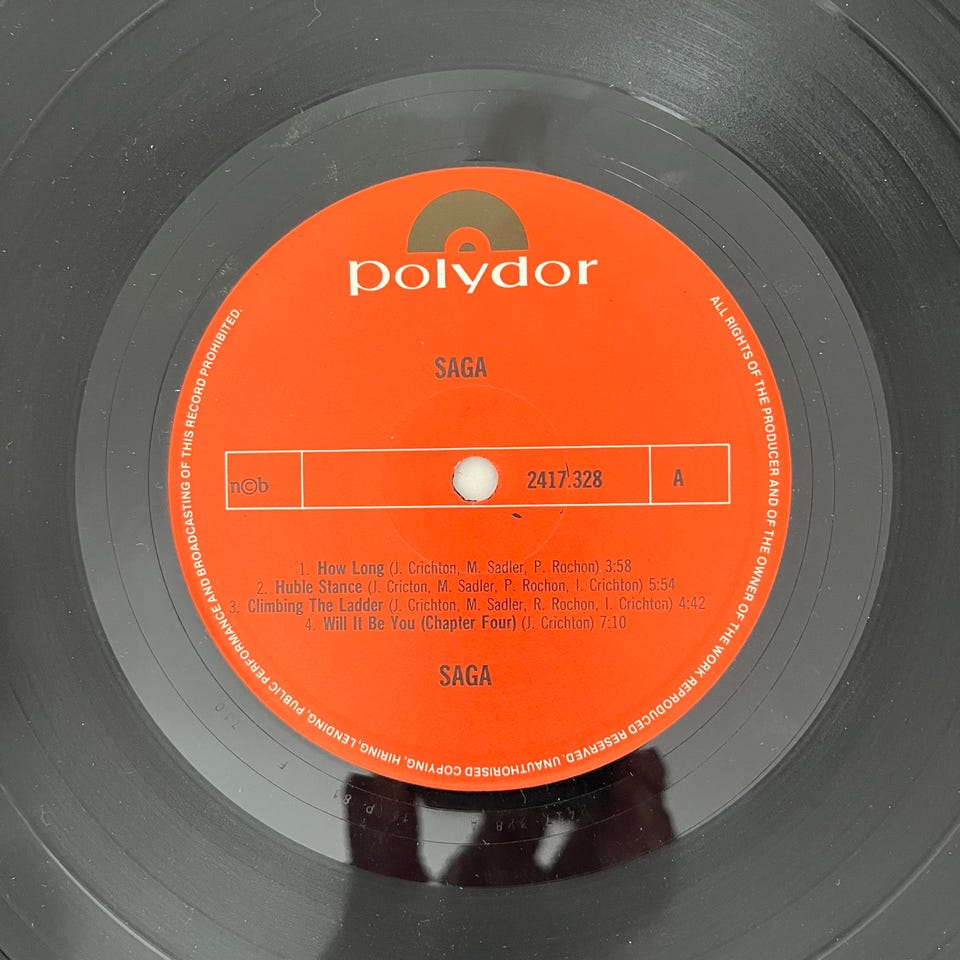 polydor
SAGA
n©b
2417.328
A
1. How Long (J. Crichton, M. Sadler, P. Rochon) 3:58
2. Huble Stance (J. Cricton, M. Sadler, P. Rochon, I. Crichton) 5:54
3. Climbing The Ladder (J. Crichton, M. Sadler, R. Rochon, I. Crichton) 4:42
4. Will It Be You (Chapter Four) (J. Crichton) 7:10
SAGA
ALL RIGHTS OF THE PRODUCER AND OF THE OWNER OF THE WORK REPRODUCED RESERVED. UNAUTHORISED COPYING, HIRING, LENDING, PUBLIC PERFORMANCE AND BROADCASTING OF THIS RECORD PROHIBITED.